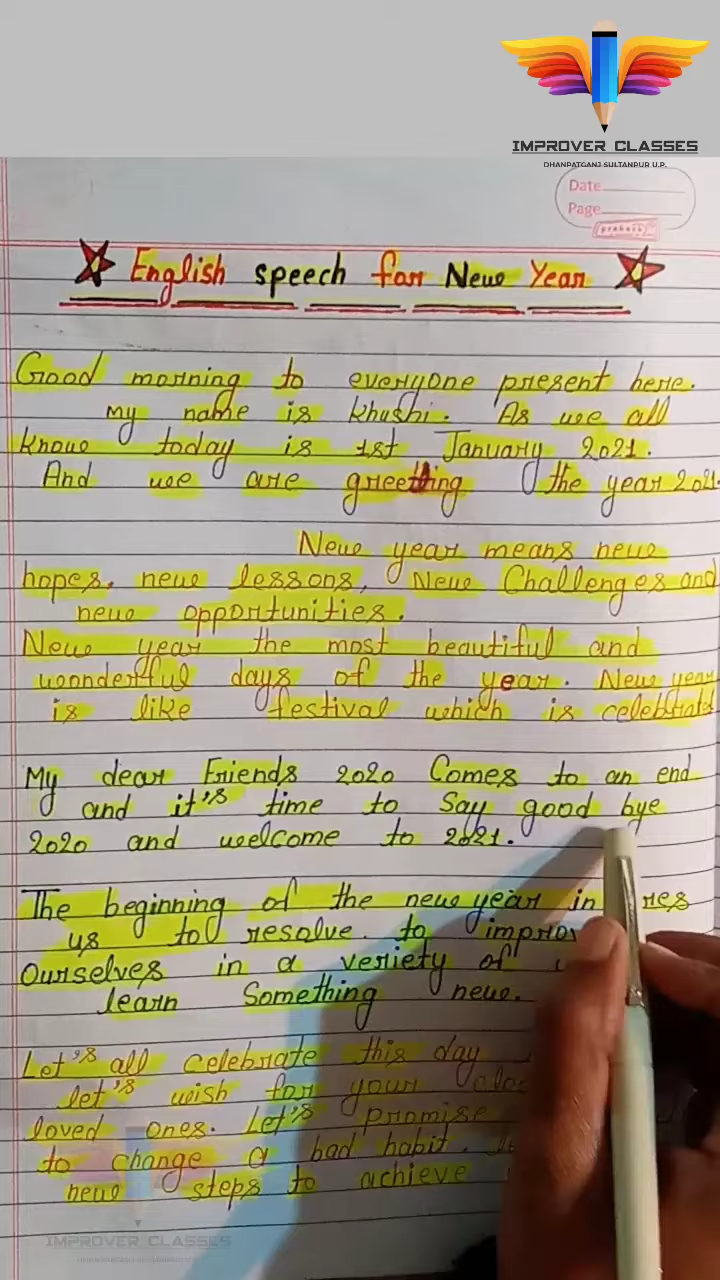 IMPROVER CLASSES
DHANPATGANJ SULTANPUR U.P.
Date
Page
English speech for New Year
Good morning to everyone present here.
My name is Khushi. As we all
know today is 1st January 2021.
And we are greeting the year 2021.
New year means new
hopes, new lessons, New Challenges and
new opportunities.
New year the most beautiful and
wonderful days of the year. New year
is like festival which is celebrated
My dear Friends 2020 Comes to an end
and it's time to Say good bye
2020 and welcome to 2021.
The beginning of the new year
us to resolve to
Ourselves in a veriety of
learn Something new.
Let's all celebrate this day
let's wish for your
loved ones. Let's promise
to change a bad habit.
new steps to achieve
IMPROVER CLASSES